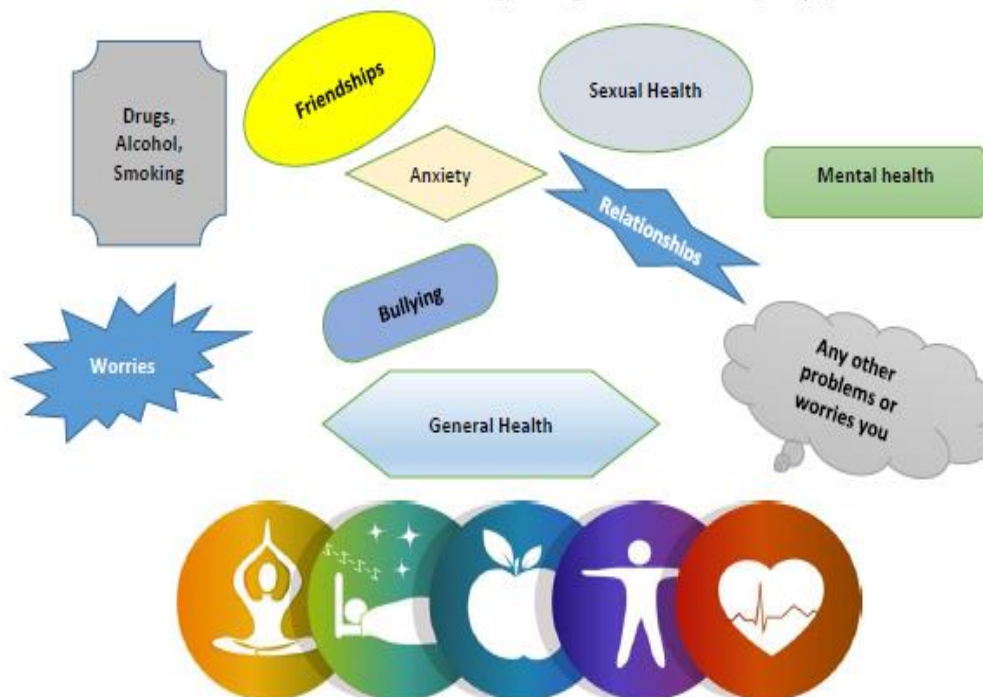 Friendships
Sexual Health
Drugs,
Alcohol,
Smoking
Anxiety
Mental health
Relationships
Bullying
Worries
Any other
problems or
worries you
General Health